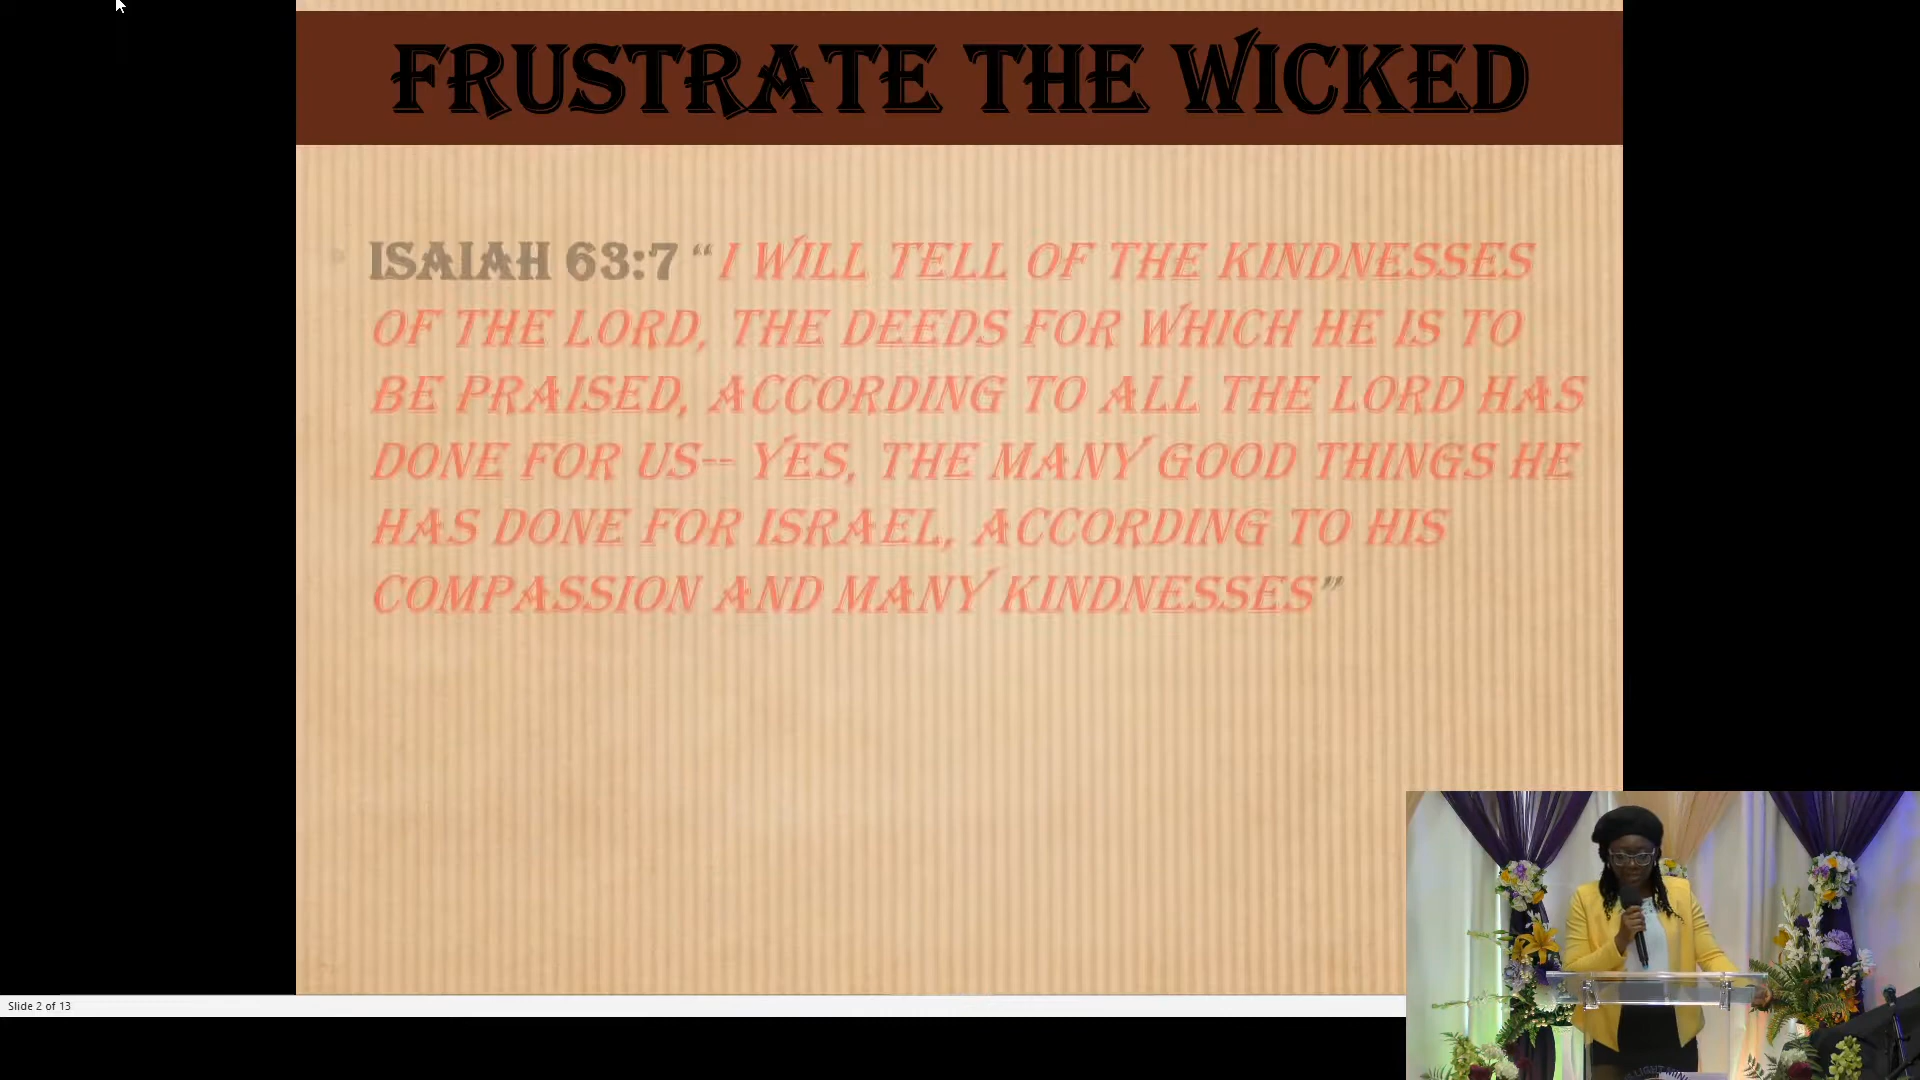 FRUSTRATE THE WICKED
ISAIAH 63:7 “I WILL TELL OF THE KINDNESSES
OF THE LORD, THE DEEDS FOR WHICH HE IS TO
BE PRAISED, ACCORDING TO ALL THE LORD HAS
DONE FOR US-- YES, THE MANY GOOD THINGS HE
HAS DONE FOR ISRAEL, ACCORDING TO HIS
COMPASSION AND MANY KINDNESSES”
Slide 2 of 13
LIGHT